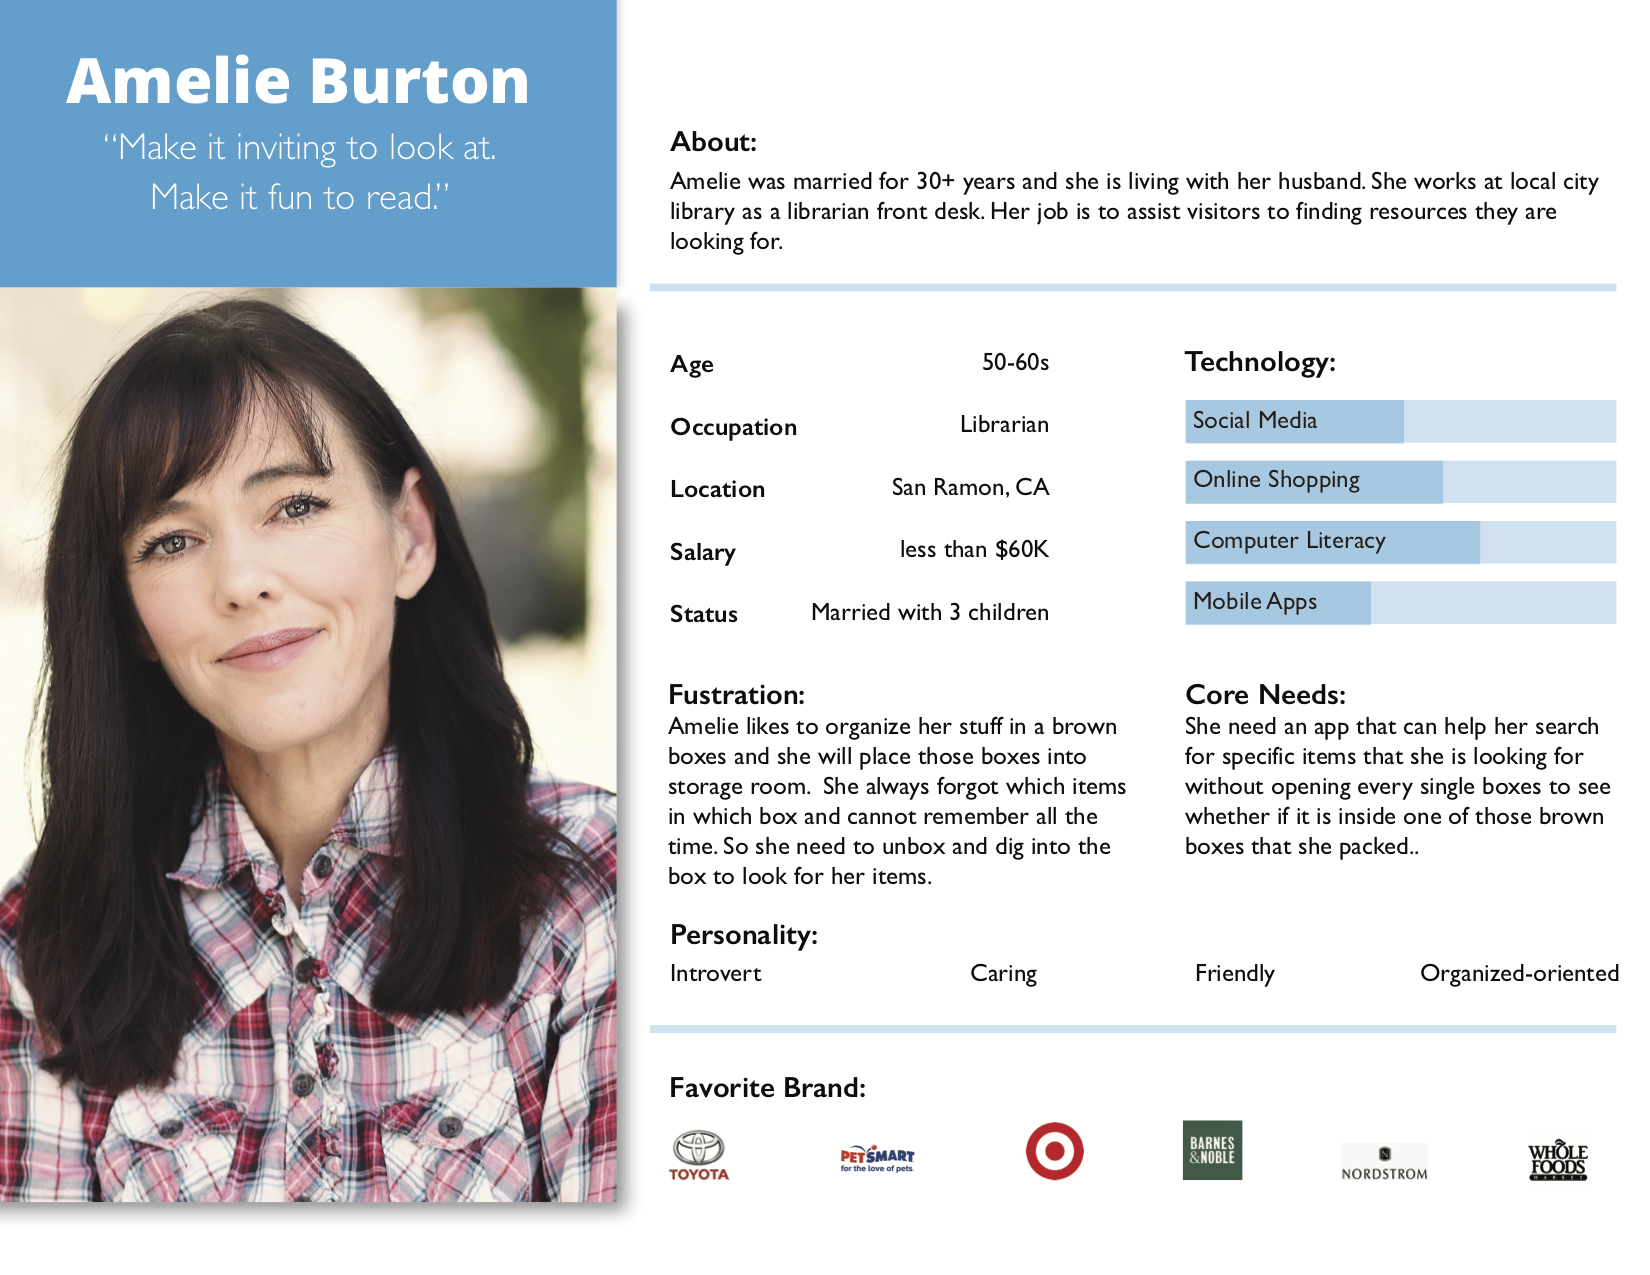 Amelie Burton
“Make it inviting to look at.
Make it fun to read.”
About:
Amelie was married for 30+ years and she is living with her husband. She works at local city
library as a librarian front desk. Her job is to assist visitors to finding resources they are
looking for.
Age 50-60s
Occupation Librarian
Location San Ramon, CA
Salary less than $60K
Status Married with 3 children
Technology:
Social Media
Online Shopping
Computer Literacy
Mobile Apps
Fustration:
Amelie likes to organize her stuff in a brown
boxes and she will place those boxes into
storage room.  She always forgot which items
in which box and cannot remember all the
time. So she need to unbox and dig into the
box to look for her items.
Core Needs:
She need an app that can help her search
for specific items that she is looking for
without opening every single boxes to see
whether if it is inside one of those brown
boxes that she packed..
Personality:
Introvert Caring Friendly Organized-oriented
Favorite Brand:
TOYOTA
PETSMART
for the love of pets.
BARNES
&NOBLE
N
NORDSTROM
WHOLE
FOODS
MARKET